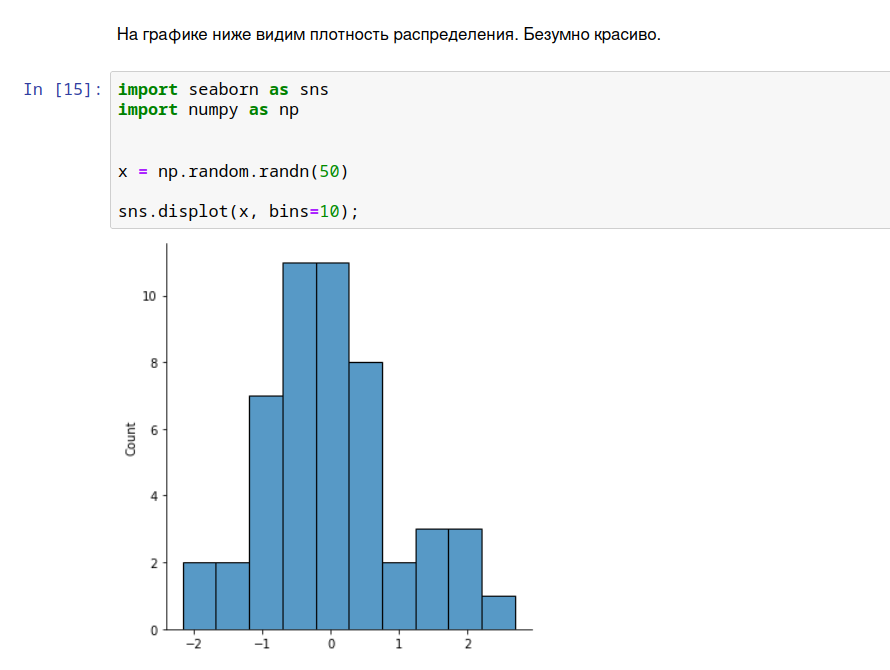 На графике ниже видим плотность распределения. Безумно красиво.
In [15]:
import seaborn as sns
import numpy as np
x = np.random.randn(50)
sns.displot(x, bins=10);
10
8
6
4
2
0
Count
−2 −1 0 1 2